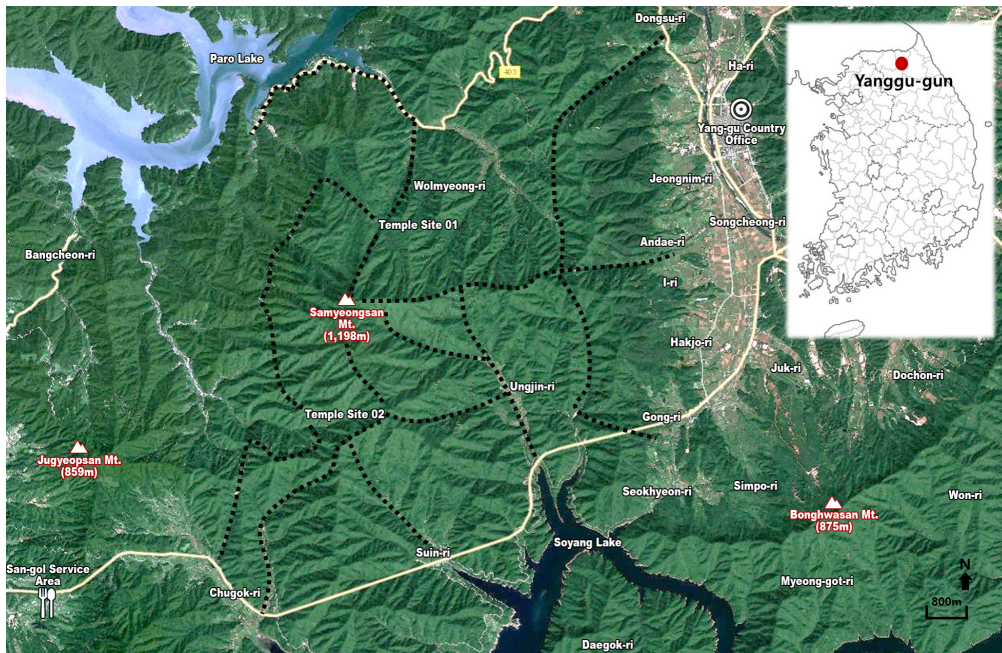 Dongsu-ri
Paro Lake
Ha-ri
403
Yanggu-gun
Yang-gu Country
Office
Wolmyeong-ri
Jeongnim-ri
Temple Site 01
Songcheong-ri
Andae-ri
Bangcheon-ri
I-ri
Samyeongsan
Mt.
(1,198m)
Hakjo-ri
Juk-ri
Dochon-ri
Ungjin-ri
Temple Site 02
Gong-ri
Jugyeopsan Mt.
(859m)
Seokhyeon-ri
Simpo-ri
Won-ri
Bonghwasan Mt.
(875m)
Soyang Lake
Suin-ri
San-gol Service
Area
Chugok-ri
Myeong-got-ri
N
800m
Daegok-ri